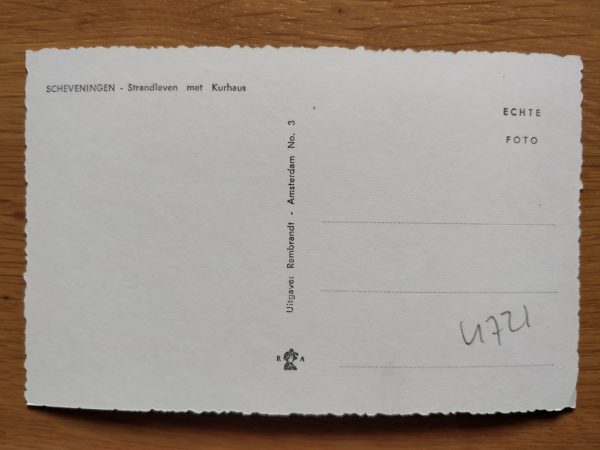 SCHEVENINGEN - Strandleven met Kurhaus
ECHTE
FOTO
Uitgave: Rembrandt - Amsterdam No. 3
4721
R A